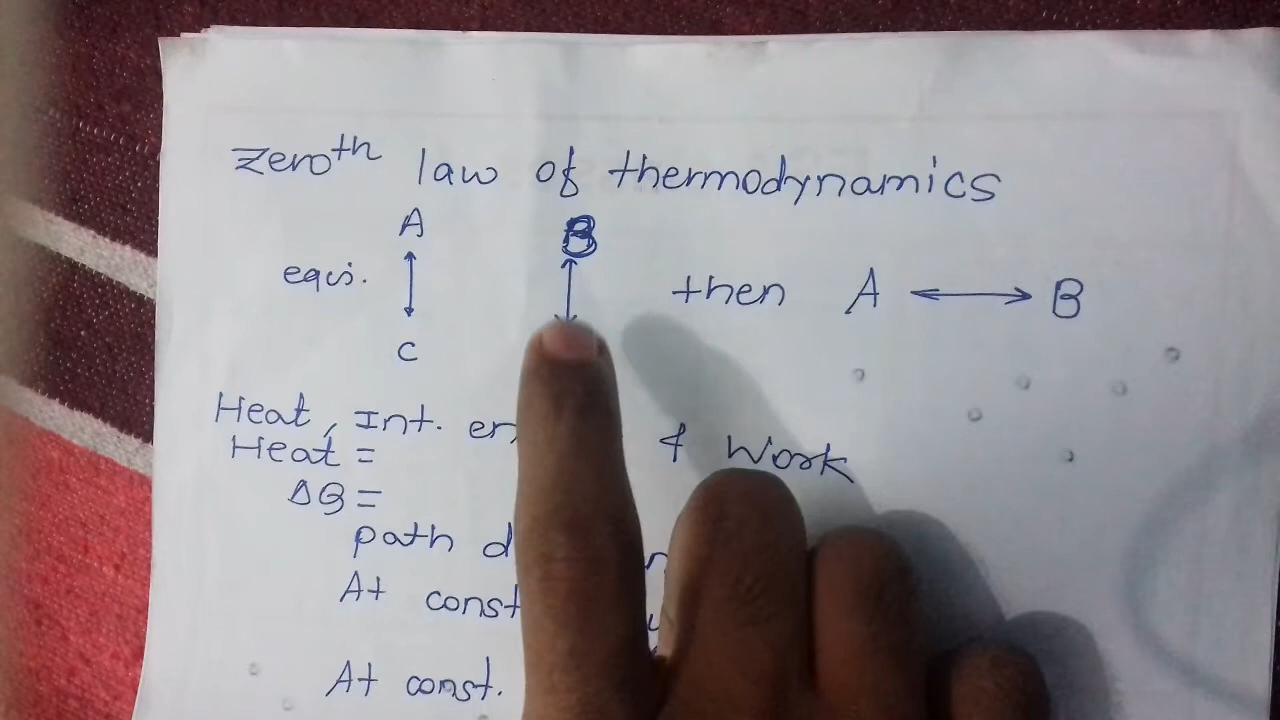 zeroth law of thermodynamics
A B
equi. then A ↔ B
C
Heat, Int. & Work
Heat =
ΔQ =
path
At const
At const.